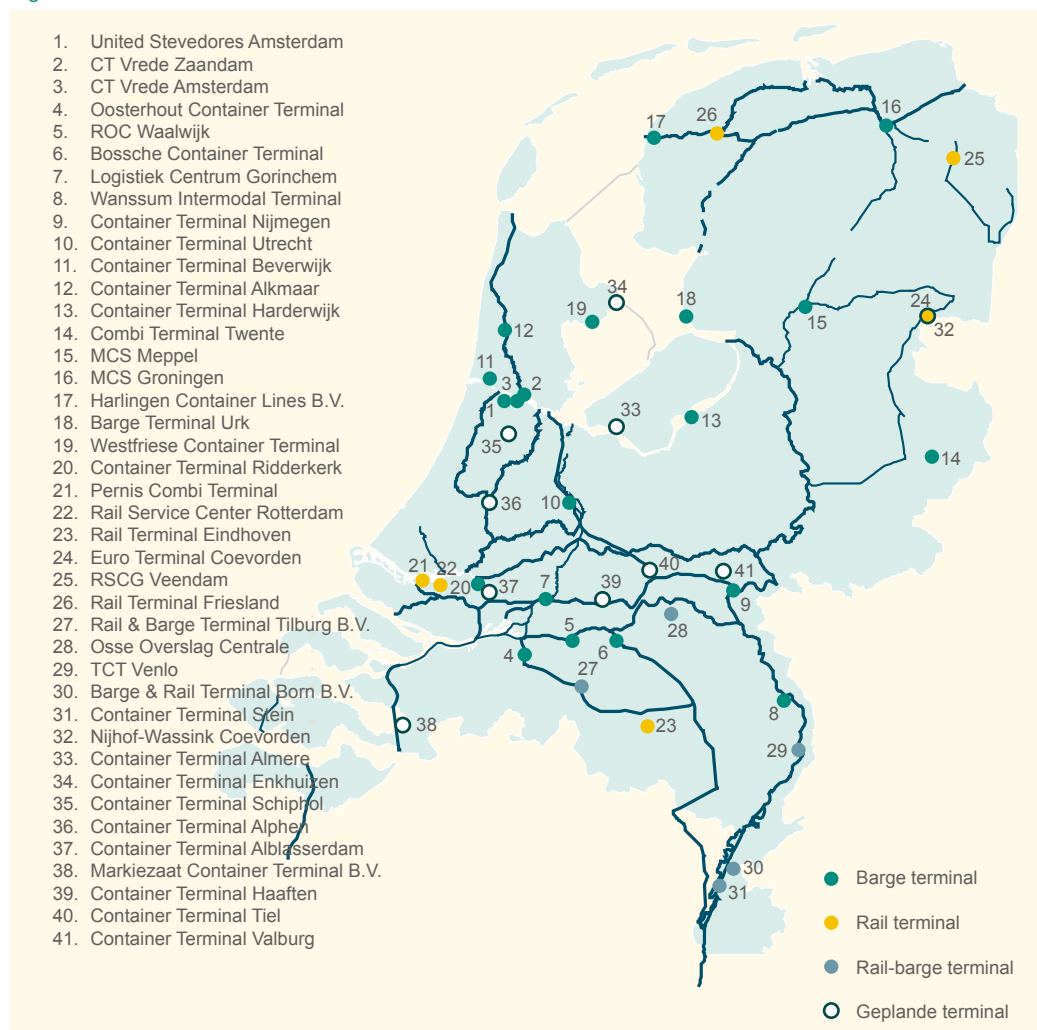 1. United Stevedores Amsterdam
2. CT Vrede Zaandam
3. CT Vrede Amsterdam
4. Oosterhout Container Terminal
5. ROC Waalwijk
6. Bossche Container Terminal
7. Logistiek Centrum Gorinchem
8. Wanssum Intermodal Terminal
9. Container Terminal Nijmegen
10. Container Terminal Utrecht
11. Container Terminal Beverwijk
12. Container Terminal Alkmaar
13. Container Terminal Harderwijk
14. Combi Terminal Twente
15. MCS Meppel
16. MCS Groningen
17. Harlingen Container Lines B.V.
18. Barge Terminal Urk
19. Westfriese Container Terminal
20. Container Terminal Ridderkerk
21. Pernis Combi Terminal
22. Rail Service Center Rotterdam
23. Rail Terminal Eindhoven
24. Euro Terminal Coevorden
25. RSCG Veendam
26. Rail Terminal Friesland
27. Rail & Barge Terminal Tilburg B.V.
28. Osse Overslag Centrale
29. TCT Venlo
30. Barge & Rail Terminal Born B.V.
31. Container Terminal Stein
32. Nijhof-Wassink Coevorden
33. Container Terminal Almere
34. Container Terminal Enkhuizen
35. Container Terminal Schiphol
36. Container Terminal Alphen
37. Container Terminal Alblasserdam
38. Markiezaat Container Terminal B.V.
39. Container Terminal Haaften
40. Container Terminal Tiel
41. Container Terminal Valburg
16
26
17
25
34
18
24
19
15
32
12
11
3
2
1
33
13
35
14
36
10
21
22
20
37
7
39
40
41
9
28
5
6
4
27
8
38
23
29
30
31
Barge terminal
Rail terminal
Rail-barge terminal
Geplande terminal